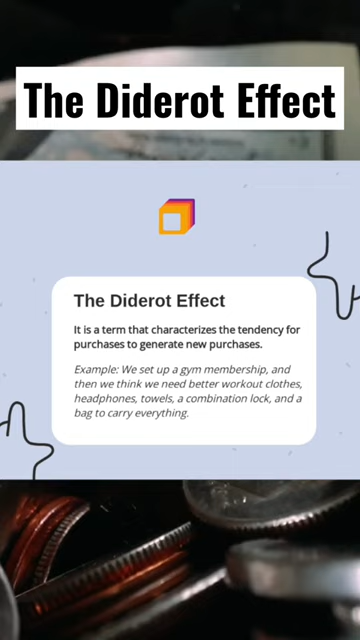 The Diderot Effect
The Diderot Effect
It is a term that characterizes the tendency for
purchases to generate new purchases.
Example: We set up a gym membership, and
then we think we need better workout clothes,
headphones, towels, a combination lock, and a
bag to carry everything.